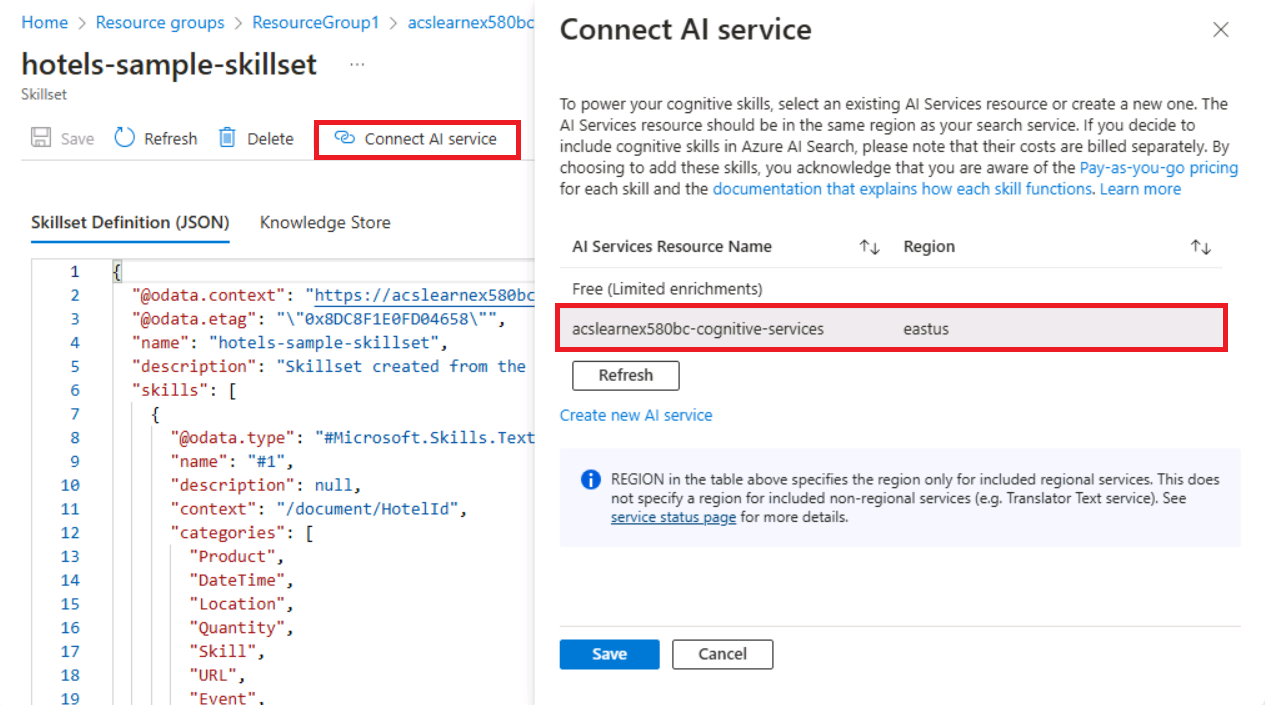 Home > Resource groups > ResourceGroup1 > acslearnex580bc
hotels-sample-skillset ...
Skillset
Save Refresh Delete Connect AI service
Skillset Definition (JSON) Knowledge Store
1 {
2 "@odata.context": "https://acslearnex580bc
3 "@odata.etag": "\"0x8DC8F1E0FD04658\"",
4 "name": "hotels-sample-skillset",
5 "description": "Skillset created from the
6 "skills": [
7 {
8 "@odata.type": "#Microsoft.Skills.Text
9 "name": "#1",
10 "description": null,
11 "context": "/document/HotelId",
12 "categories": [
13 "Product",
14 "DateTime",
15 "Location",
16 "Quantity",
17 "Skill",
18 "URL",
19 "Event",
Connect AI service
To power your cognitive skills, select an existing AI Services resource or create a new one. The
AI Services resource should be in the same region as your search service. If you decide to
include cognitive skills in Azure AI Search, please note that their costs are billed separately. By
choosing to add these skills, you acknowledge that you are aware of the Pay-as-you-go pricing
for each skill and the documentation that explains how each skill functions. Learn more
AI Services Resource Name ↑↓ Region ↑↓
Free (Limited enrichments)
acslearnex580bc-cognitive-services eastus
Refresh
Create new AI service
REGION in the table above specifies the region only for included regional services. This does
not specify a region for included non-regional services (e.g. Translator Text service). See
service status page for more details.
Save Cancel